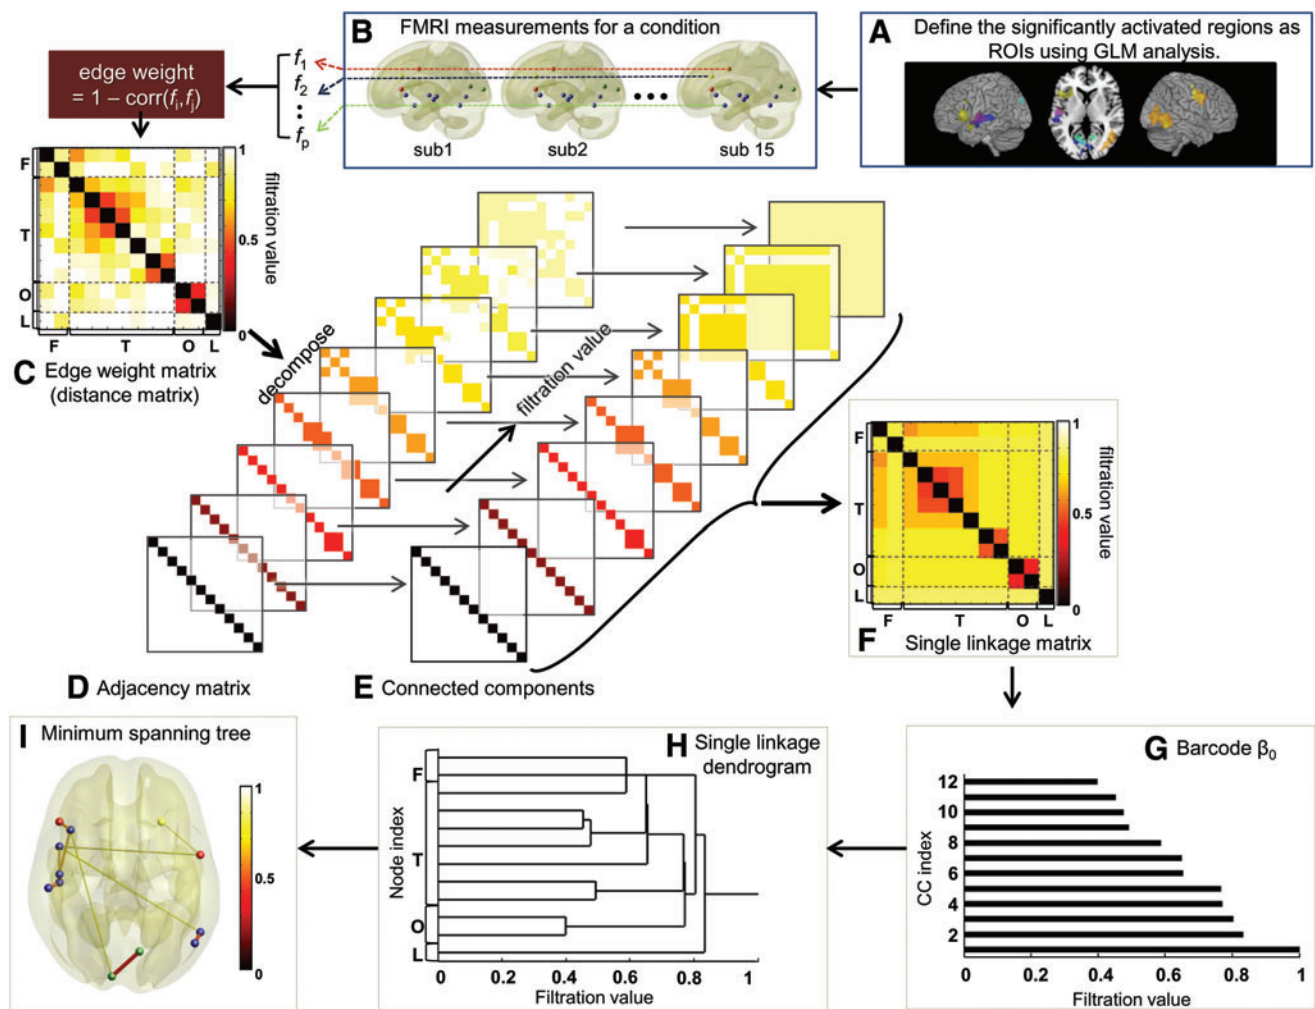 A Define the significantly activated regions as
ROIs using GLM analysis.
B FMRI measurements for a condition
sub1
sub2
sub 15
f1
f2
fp
edge weight
= 1 – corr(fi,fj)
F
T
O
L
F T O L
1
0.5
0
filtration value
C Edge weight matrix
(distance matrix)
decompose
filtration value
D Adjacency matrix
E Connected components
F
T
O
L
F T O L
1
0.5
0
filtration value
F Single linkage matrix
G Barcode β0
12
10
8
6
4
2
CC index
0 0.2 0.4 0.6 0.8 1
Filtration value
H Single linkage
dendrogram
F
T
O
L
Node index
0 0.2 0.4 0.6 0.8 1
Filtration value
I Minimum spanning tree
1
0.5
0